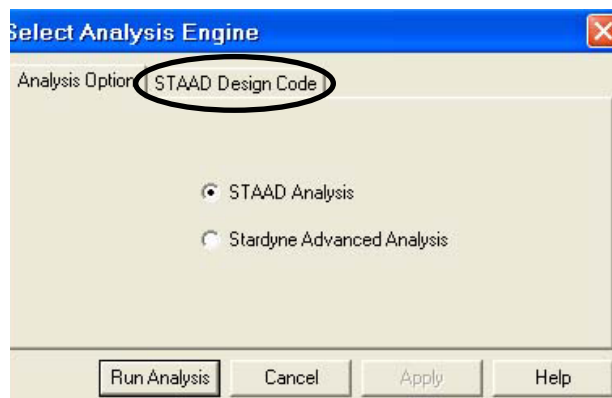 Select Analysis Engine
Analysis Option STAAD Design Code
STAAD Analysis
Stardyne Advanced Analysis
Run Analysis Cancel Apply Help